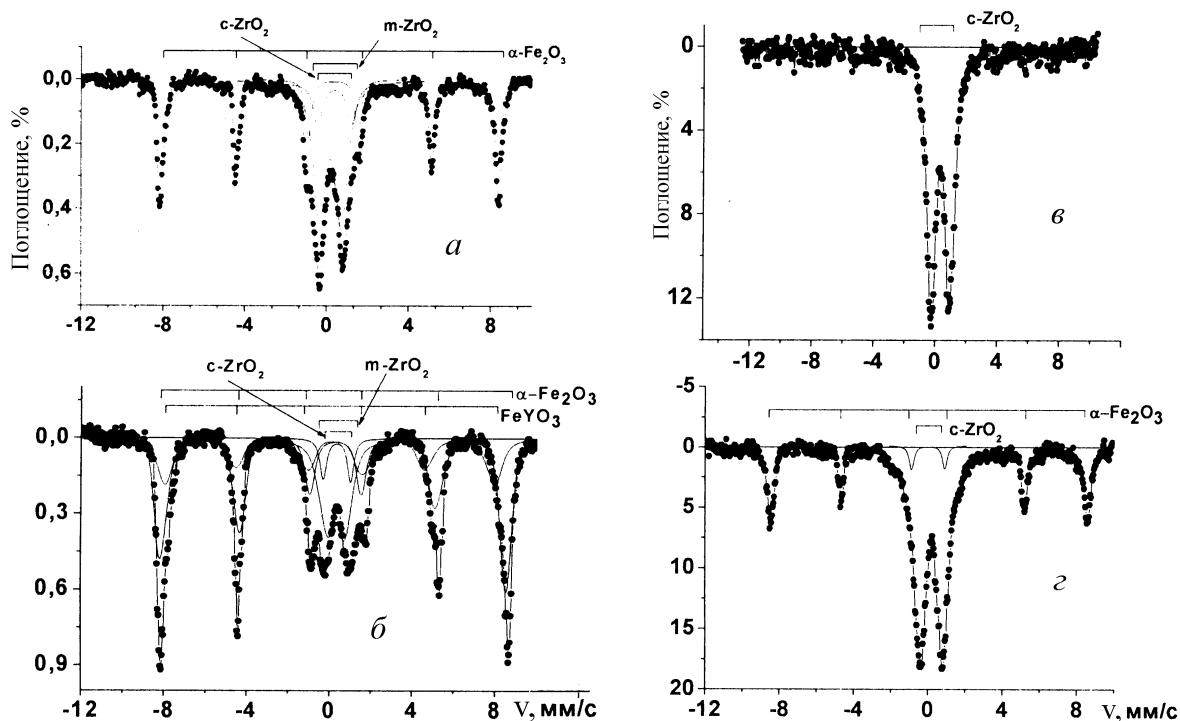 c-ZrO₂
m-ZrO₂
α-Fe₂O₃
0,0
0,2
0,4
0,6
Поглощение, %
а
-12
-8
-4
0
4
8
c-ZrO₂
0
4
8
12
Поглощение, %
в
-12
-8
-4
0
4
8
12
c-ZrO₂
m-ZrO₂
α-Fe2O₃
FeYO₃
0,0
0,3
0,6
0,9
б
-12
-8
-4
0
4
8
V, мм/с
-5
0
5
10
15
20
α-Fe₂O₃
c-ZrO₂
г
-12
-8
-4
0
4
8
V, мм/с